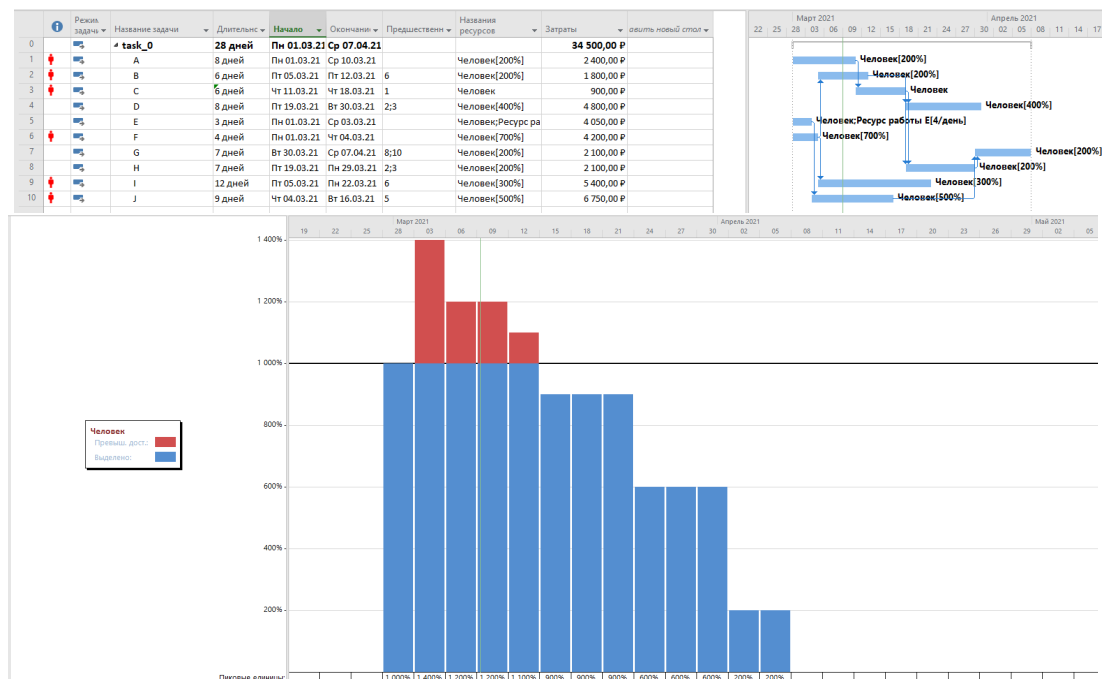 Режим задачь Название задачи Длительнс Начало Окончани Предшественн Названия ресурсов Затраты авить новый стол
0 task_0 28 дней Пн 01.03.21 Ср 07.04.21 34 500,00 ₽
1 A 8 дней Пн 01.03.21 Ср 10.03.21 Человек[200%] 2 400,00 ₽
2 B 6 дней Пт 05.03.21 Пт 12.03.21 6 Человек[200%] 1 800,00 ₽
3 C 6 дней Чт 11.03.21 Чт 18.03.21 1 Человек 900,00 ₽
4 D 8 дней Пт 19.03.21 Вт 30.03.21 2;3 Человек[400%] 4 800,00 ₽
5 E 3 дней Пн 01.03.21 Ср 03.03.21 Человек;Ресурс ра 4 050,00 ₽
6 F 4 дней Пн 01.03.21 Чт 04.03.21 Человек[700%] 4 200,00 ₽
7 G 7 дней Вт 30.03.21 Ср 07.04.21 8;10 Человек[200%] 2 100,00 ₽
8 H 7 дней Пт 19.03.21 Пн 29.03.21 2;3 Человек[200%] 2 100,00 ₽
9 I 12 дней Пт 05.03.21 Пн 22.03.21 6 Человек[300%] 5 400,00 ₽
10 J 9 дней Чт 04.03.21 Вт 16.03.21 5 Человек[500%] 6 750,00 ₽
Март 2021 Апрель 2021
22 25 28 03 06 09 12 15 18 21 24 27 30 02 05 08 11 14 17
Человек[200%]
Человек[200%]
Человек
Человек[400%]
Человек;Ресурс работы E[4/день]
Человек[700%]
Человек[200%]
Человек[200%]
Человек[300%]
Человек[500%]
Март 2021 Апрель 2021 Май 2021
19 22 25 28 03 06 09 12 15 18 21 24 27 30 02 05 08 11 14 17 20 23 26 29 02 05
1 400%
1 200%
1 000%
800%
600%
400%
200%
Человек
Превыш. дост.:
Выделено:
Пиковые единицы: 1 000% 1 400% 1 200% 1 200% 1 100% 900% 900% 900% 600% 600% 600% 200% 200%